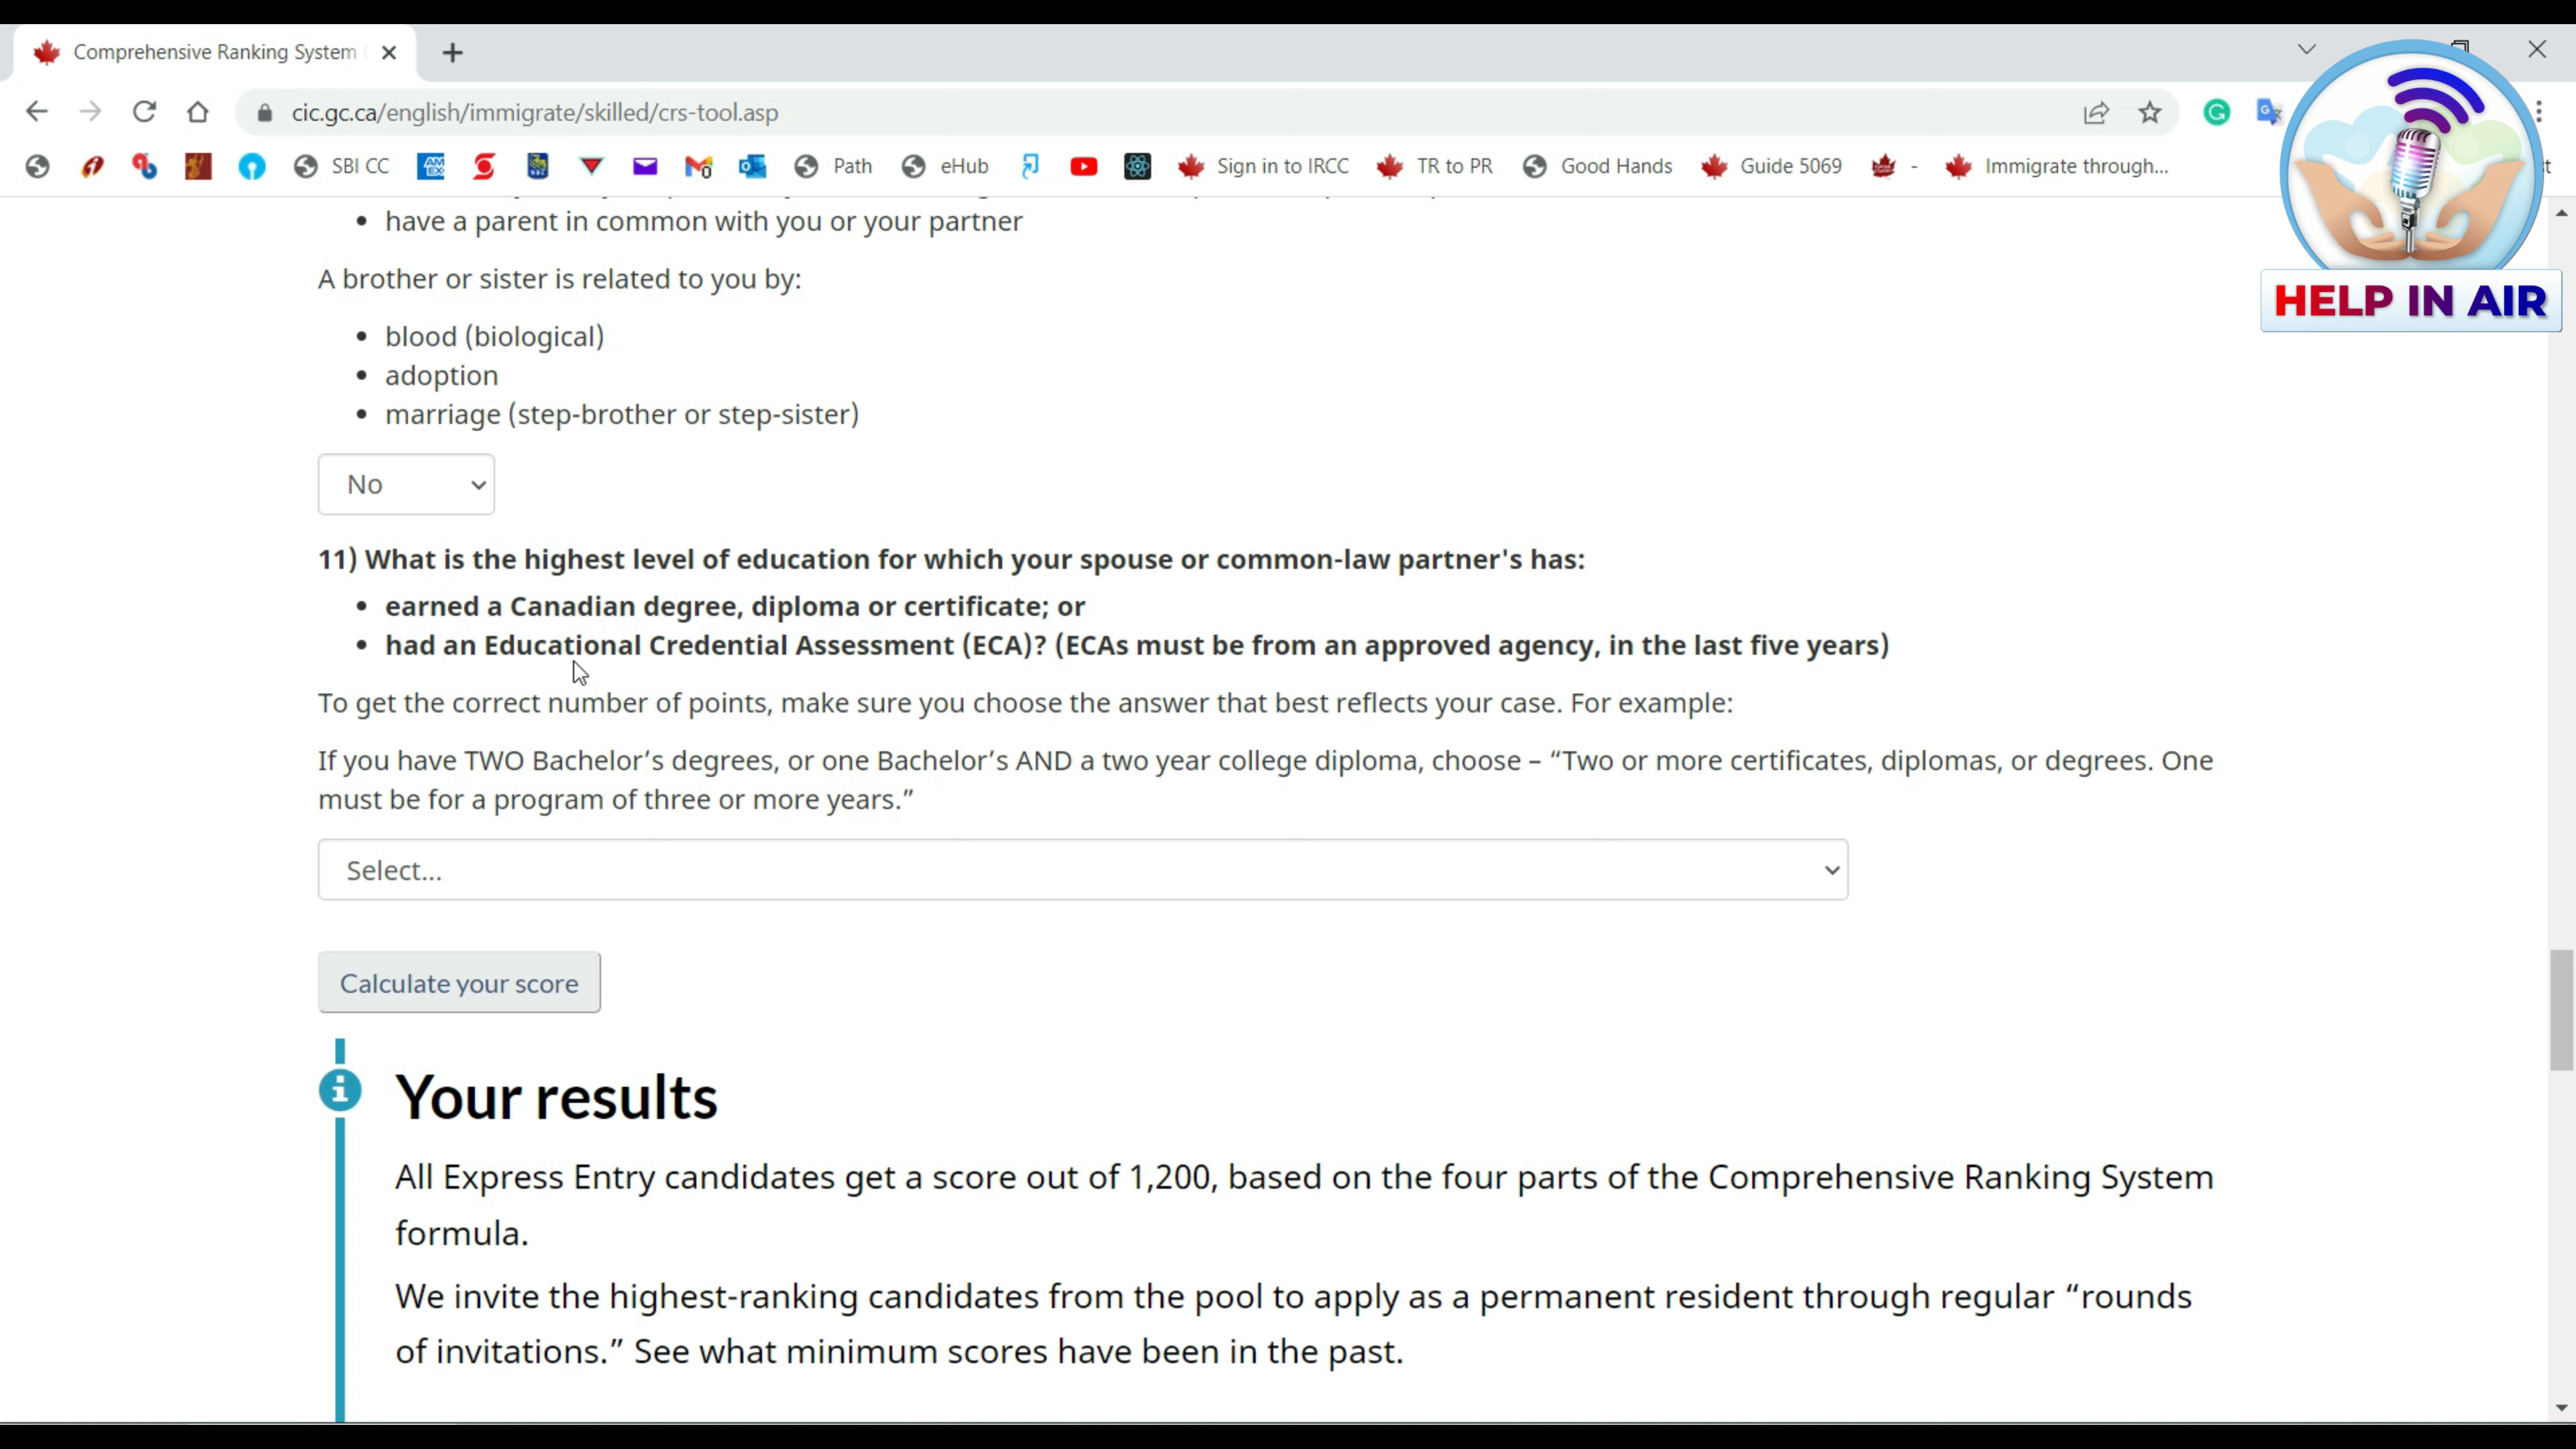 Comprehensive Ranking System
cic.gc.ca/english/immigrate/skilled/crs-tool.asp
SBI CC
AM
EX
Path
eHub
Sign in to IRCC
TR to PR
Good Hands
Guide 5069
-
Immigrate through...
HELP IN AIR
• have a parent in common with you or your partner
A brother or sister is related to you by:
• blood (biological)
• adoption
• marriage (step-brother or step-sister)
No
11) What is the highest level of education for which your spouse or common-law partner's has:
• earned a Canadian degree, diploma or certificate; or
• had an Educational Credential Assessment (ECA)? (ECAs must be from an approved agency, in the last five years)
To get the correct number of points, make sure you choose the answer that best reflects your case. For example:
If you have TWO Bachelor’s degrees, or one Bachelor’s AND a two year college diploma, choose – “Two or more certificates, diplomas, or degrees. One
must be for a program of three or more years.”
Select...
Calculate your score
Your results
All Express Entry candidates get a score out of 1,200, based on the four parts of the Comprehensive Ranking System
formula.
We invite the highest-ranking candidates from the pool to apply as a permanent resident through regular “rounds
of invitations.” See what minimum scores have been in the past.